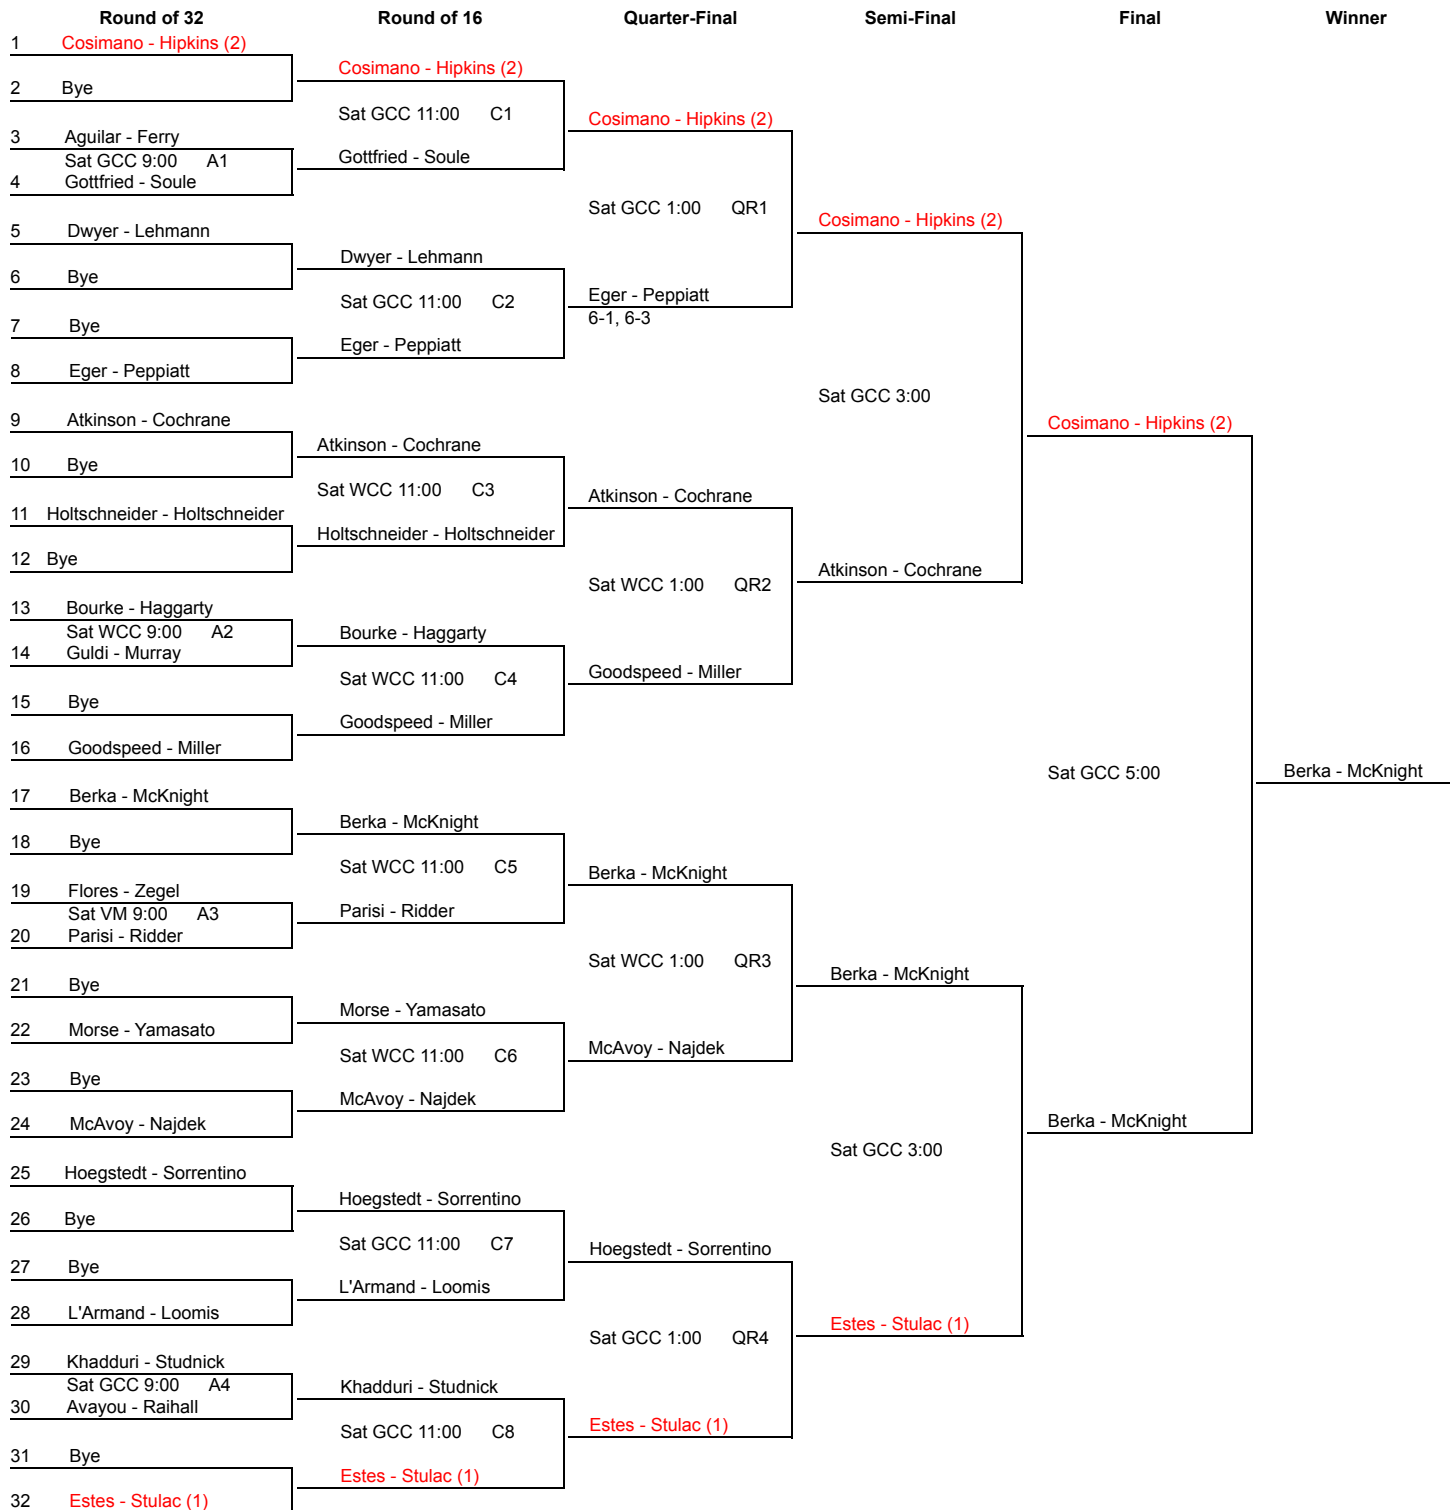 Round of 32 Round of 16 Quarter-Final Semi-Final Final Winner
1 Cosimano - Hipkins (2)
Cosimano - Hipkins (2)
2 Bye
Sat GCC 11:00 C1
Cosimano - Hipkins (2)
3 Aguilar - Ferry
Sat GCC 9:00 A1
Gottfried - Soule
4 Gottfried - Soule
Sat GCC 1:00 QR1
Cosimano - Hipkins (2)
5 Dwyer - Lehmann
Dwyer - Lehmann
6 Bye
Eger - Peppiatt
Sat GCC 11:00 C2
6-1, 6-3
7 Bye
Eger - Peppiatt
8 Eger - Peppiatt
Sat GCC 3:00
9 Atkinson - Cochrane
Cosimano - Hipkins (2)
Atkinson - Cochrane
10 Bye
Sat WCC 11:00 C3
Atkinson - Cochrane
11 Holtschneider - Holtschneider
Holtschneider - Holtschneider
12 Bye
Atkinson - Cochrane
Sat WCC 1:00 QR2
13 Bourke - Haggarty
Sat WCC 9:00 A2
Bourke - Haggarty
14 Guldi - Murray
Goodspeed - Miller
Sat WCC 11:00 C4
15 Bye
Goodspeed - Miller
16 Goodspeed - Miller
Sat GCC 5:00
Berka - McKnight
17 Berka - McKnight
Berka - McKnight
18 Bye
Sat WCC 11:00 C5
Berka - McKnight
19 Flores - Zegel
Sat VM 9:00 A3
Parisi - Ridder
20 Parisi - Ridder
Sat WCC 1:00 QR3
Berka - McKnight
21 Bye
Morse - Yamasato
22 Morse - Yamasato
McAvoy - Najdek
Sat WCC 11:00 C6
23 Bye
McAvoy - Najdek
24 McAvoy - Najdek
Berka - McKnight
Sat GCC 3:00
25 Hoegstedt - Sorrentino
Hoegstedt - Sorrentino
26 Bye
Sat GCC 11:00 C7
Hoegstedt - Sorrentino
27 Bye
L'Armand - Loomis
28 L'Armand - Loomis
Estes - Stulac (1)
Sat GCC 1:00 QR4
29 Khadduri - Studnick
Sat GCC 9:00 A4
Khadduri - Studnick
30 Avayou - Raihall
Estes - Stulac (1)
Sat GCC 11:00 C8
31 Bye
Estes - Stulac (1)
32 Estes - Stulac (1)